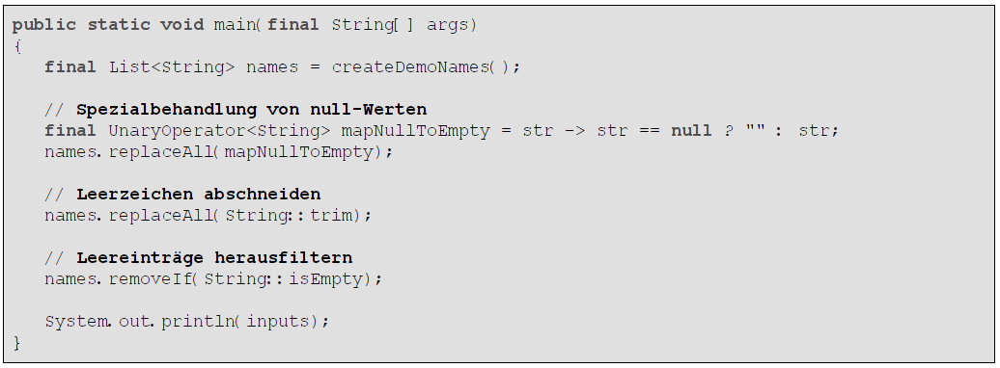 public static void main(final String[] args)
{
final List<String> names = createDemoNames();
// Spezialbehandlung von null-Werten
final UnaryOperator<String> mapNullToEmpty = str -> str == null ? "" : str;
names.replaceAll(mapNullToEmpty);
// Leerzeichen abschneiden
names.replaceAll(String::trim);
// Leereinträge herausfiltern
names.removeIf(String::isEmpty);
System.out.println(inputs);
}